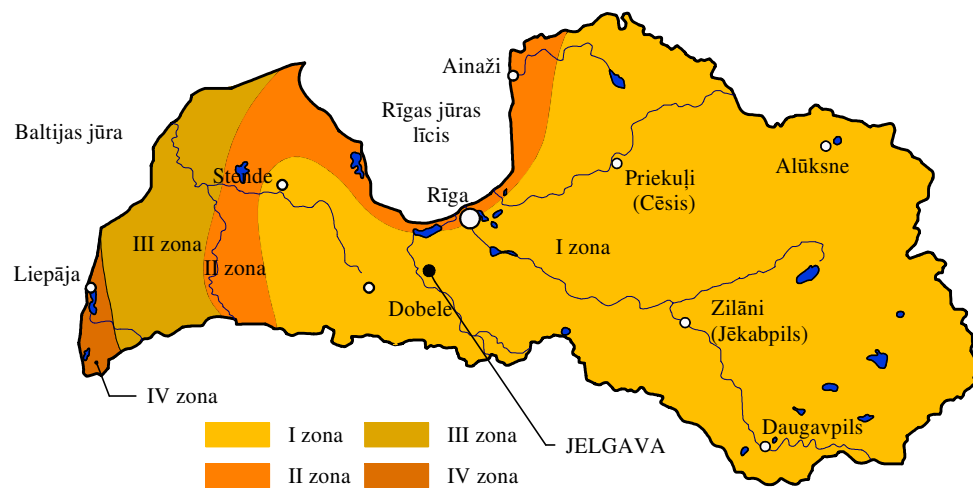 Ainaži
Rīgas jūras
līcis
Baltijas jūra
Alūksne
Stende
Priekuļi
(Cēsis)
Rīga
III zona
I zona
II zona
Liepāja
Dobele
Zilāni
(Jēkabpils)
IV zona
Daugavpils
I zona
III zona
JELGAVA
II zona
IV zona